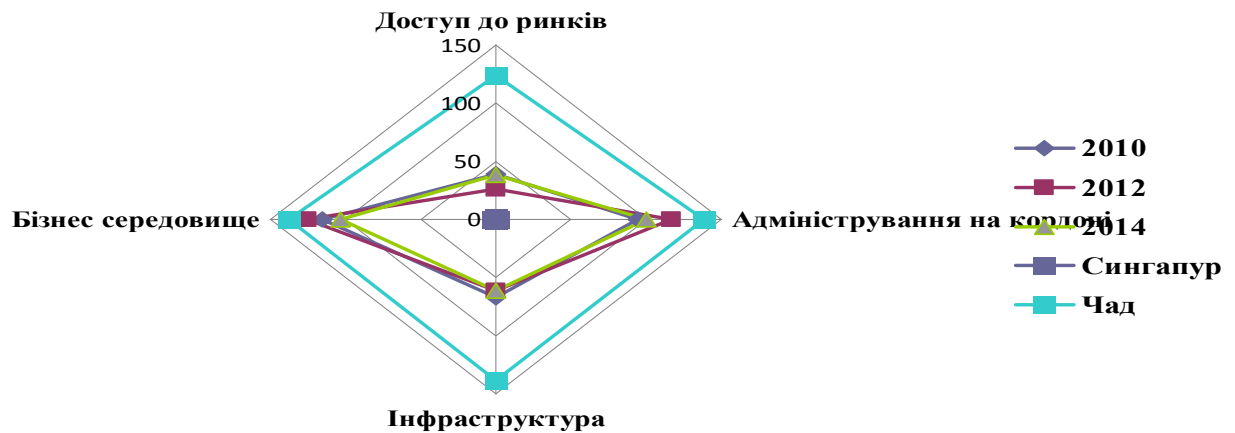 Доступ до ринків
150
100
50
0
Бізнес середовище
Адміністрування на кордоні
Інфраструктура
2010
2012
2014
Сингапур
Чад